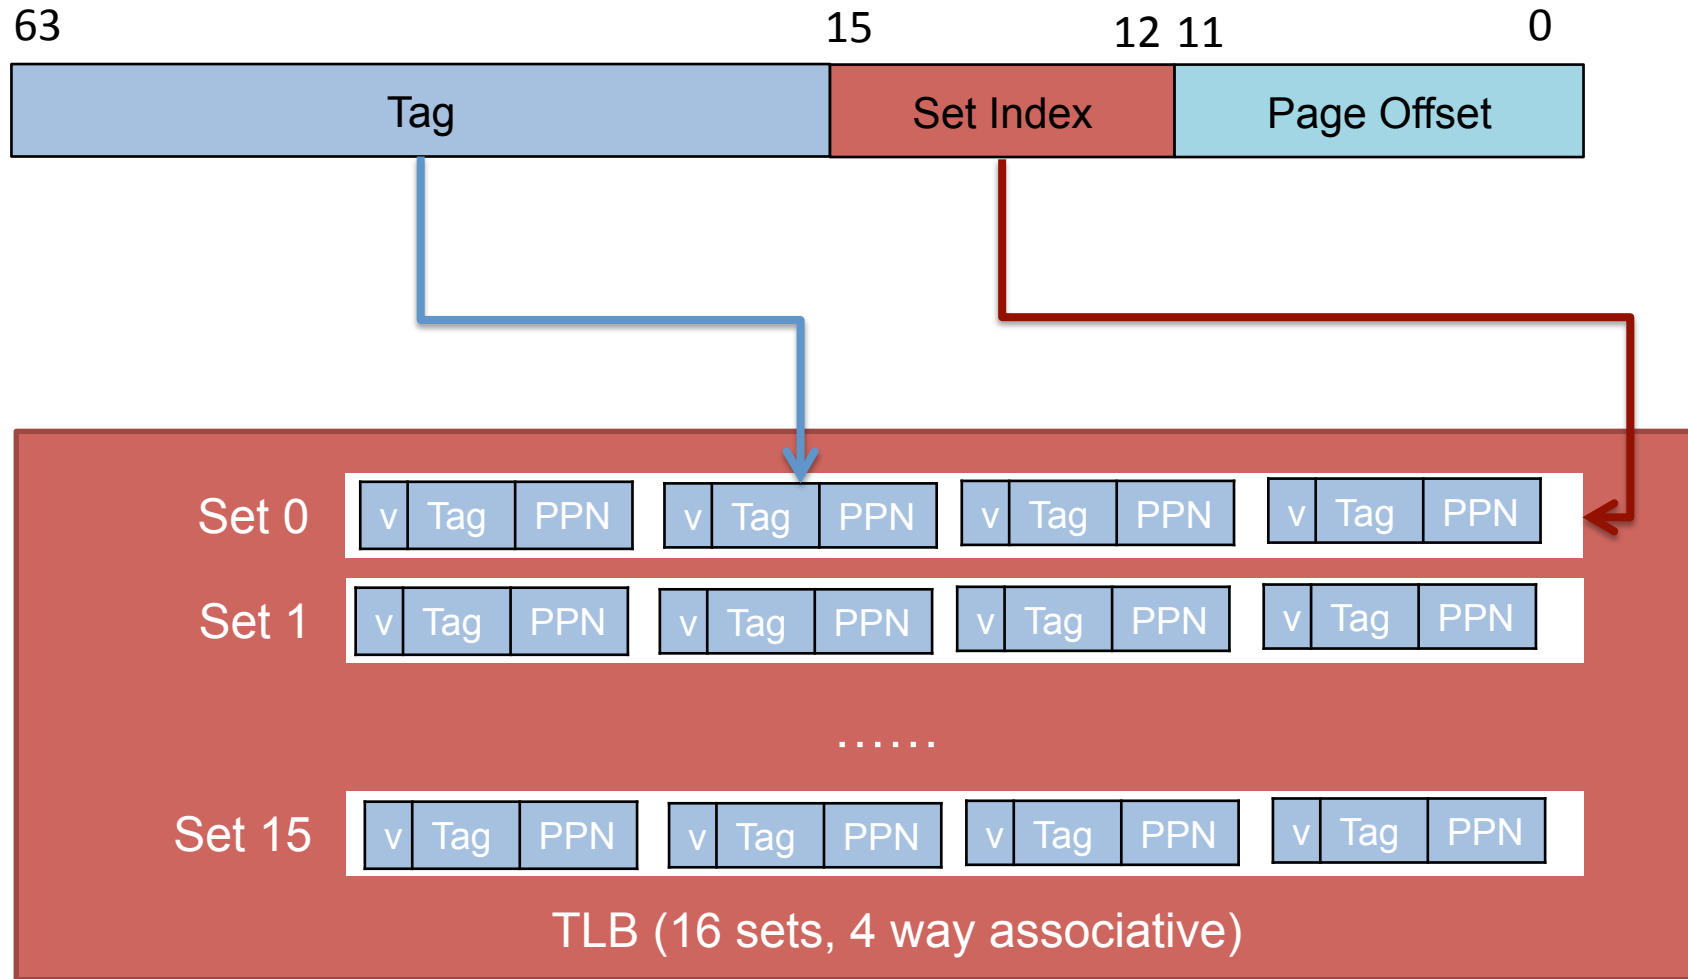 63 15 12 11 0
Tag Set Index Page Offset
Set 0 v Tag PPN v Tag PPN v Tag PPN v Tag PPN
Set 1 v Tag PPN v Tag PPN v Tag PPN v Tag PPN
......
Set 15 v Tag PPN v Tag PPN v Tag PPN v Tag PPN
TLB (16 sets, 4 way associative)